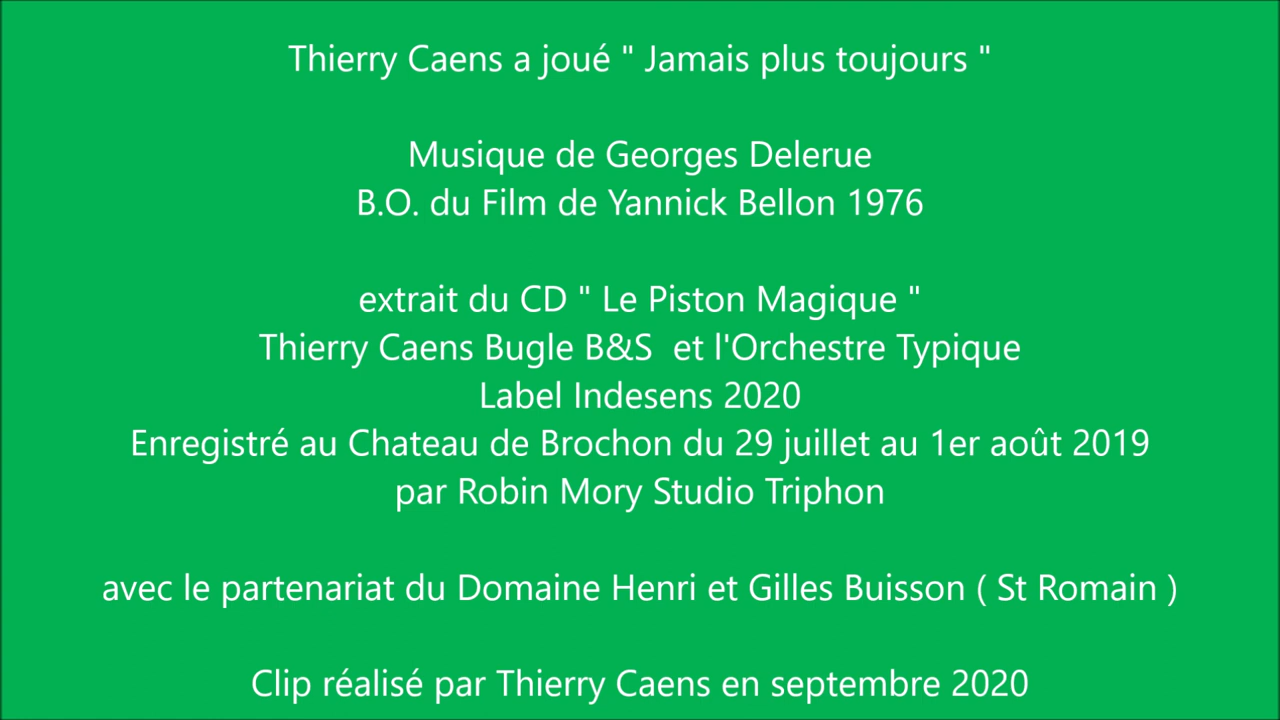 Thierry Caens a joué " Jamais plus toujours "
Musique de Georges Delerue
B.O. du Film de Yannick Bellon 1976
extrait du CD " Le Piston Magique "
Thierry Caens Bugle B&S  et l'Orchestre Typique
Label Indesens 2020
Enregistré au Chateau de Brochon du 29 juillet au 1er août 2019
par Robin Mory Studio Triphon
avec le partenariat du Domaine Henri et Gilles Buisson ( St Romain )
Clip réalisé par Thierry Caens en septembre 2020